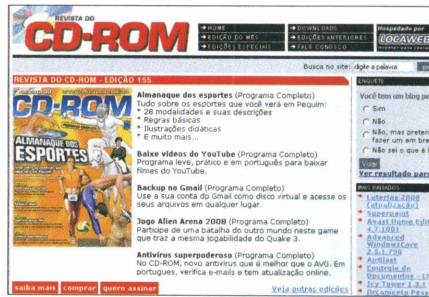 REVISTA DO
CD-ROM
HOME
EDIÇÃO DO MÊS
EDIÇÕES ESPECIAIS
DOWNLOADS
EDIÇÕES ANTERIORES
FALE CONOSCO
Hospedado por
LOCAWEB
Busca no site: digite a palavra
REVISTA DO CD-ROM - EDIÇÃO 155
CD-ROM
ALMANAQUE DOS
ESPORTES
Almanaque dos esportes (Programa Completo)
Tudo sobre os esportes que você verá em Pequim:
* 26 modalidades e suas descrições
* Regras básicas
* Ilustrações didáticas
* E muito mais...
Baixe vídeos do YouTube (Programa Completo)
Programa leve, prático e em português para baixar
filmes do YouTube.
Backup no Gmail (Programa Completo)
Use a sua conta do Gmail como disco virtual e acesse os
seus arquivos em qualquer lugar.
Jogo Alien Arena 2008 (Programa Completo)
Participe de uma batalha do outro mundo neste game
que traz a mesma jogabilidade do Quake 3.
Antivírus superpoderoso (Programa Completo)
No CD-ROM, novo antivírus que é melhor que o AVG. Em
portugues, verifica e-mails e tem atualização online.
saiba mais
comprar
quero assinar
Veja outras edições
ENQUETE
Você tem um blog pe
Sim
Não
Não, mas preten
fazer um em bre
Não sei o que é
Votar
Ver resultado par
MAIS BAIXADOS
Loterias 2008
(atualização)
Superquint
Avast Home Edit
4.7.1001
Advanced
WindowsCare
2.5.1.796
Controle de
Documentos - L
Icy Tower 1.3.1
Orcamento Pess